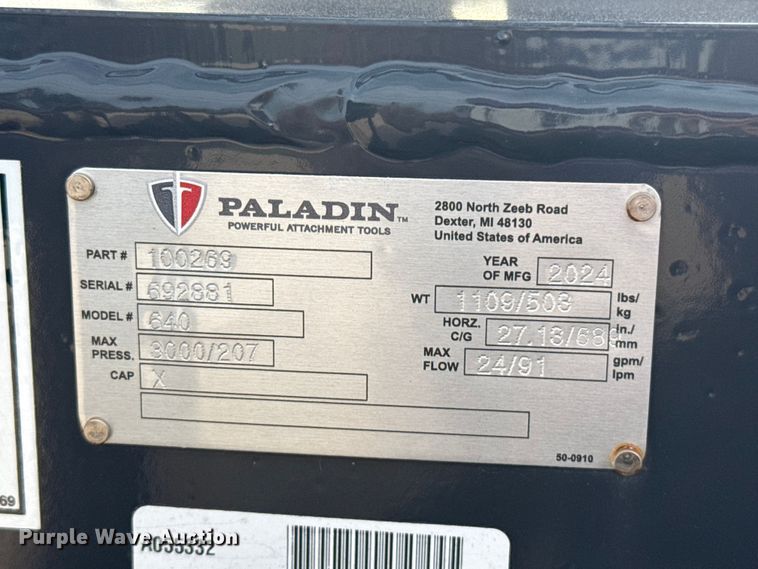 PALADIN™
POWERFUL ATTACHMENT TOOLS
2800 North Zeeb Road
Dexter, MI 48130
United States of America
PART # 100269
SERIAL # 692881
MODEL # 640
MAX PRESS. 3000/207
CAP X
YEAR OF MFG 2024
WT 1109/503 lbs/kg
HORZ. C/G 27.13/689 in./mm
MAX FLOW 24/91 gpm/lpm
50-0910
69
AC55332
Purple Wave Auction